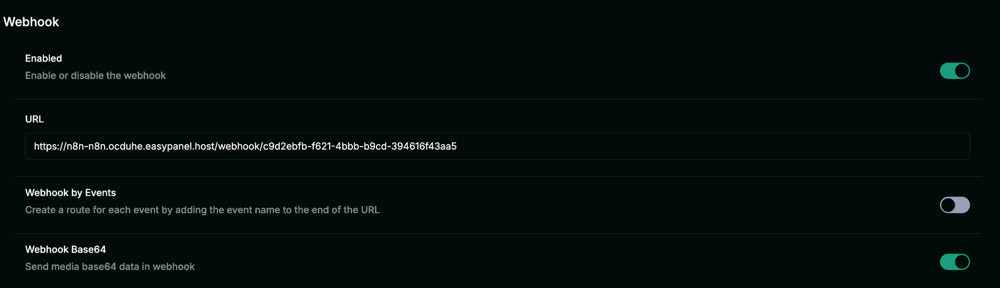 Webhook
Enabled
Enable or disable the webhook
URL
https://n8n-n8n.ocduhe.easypanel.host/webhook/c9d2ebfb-f621-4bbb-b9cd-394616f43aa5
Webhook by Events
Create a route for each event by adding the event name to the end of the URL
Webhook Base64
Send media base64 data in webhook